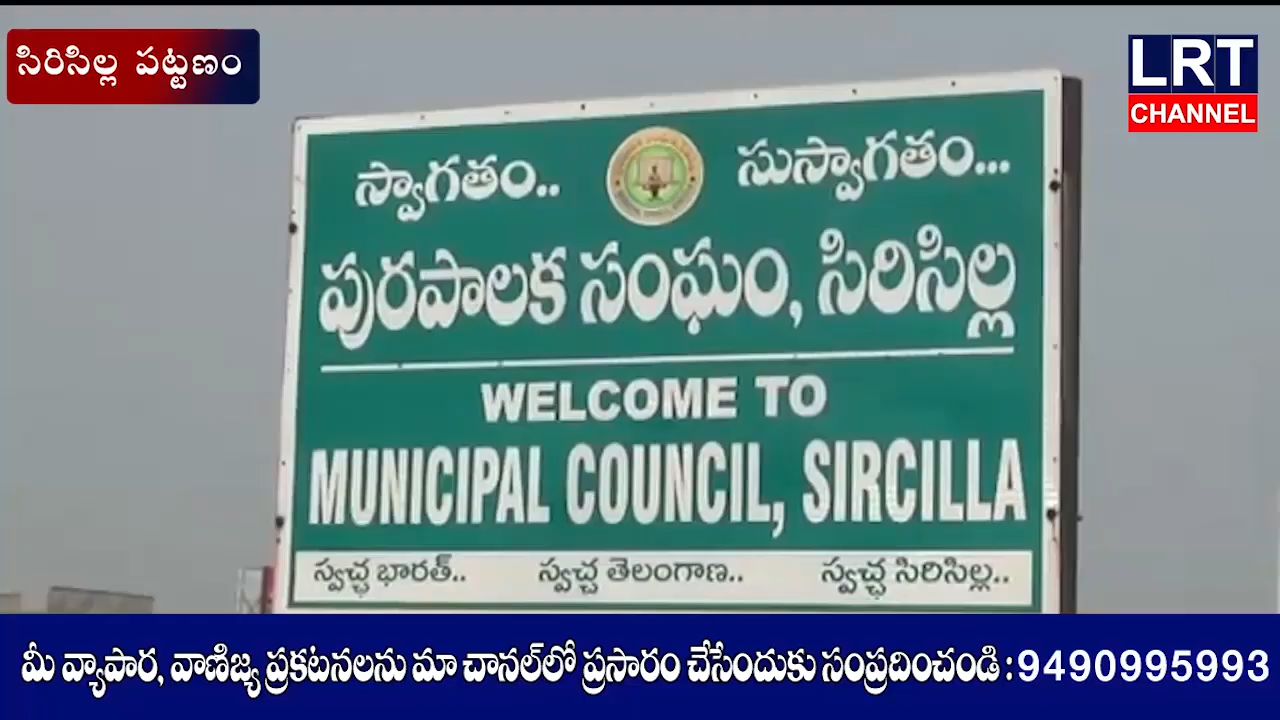 సిరిసిల్ల పట్టణం
LRT
CHANNEL
స్వాగతం.. సుస్వాగతం...
పురపాలక సంఘం, సిరిసిల్ల
WELCOME TO
MUNICIPAL COUNCIL, SIRCILLA
స్వచ్ఛ భారత్.. స్వచ్ఛ తెలంగాణ.. స్వచ్ఛ సిరిసిల్ల..
మీ వ్యాపార, వాణిజ్య ప్రకటనలను మా చానల్‌లో ప్రసారం చేసేందుకు సంప్రదించండి : 9490995993